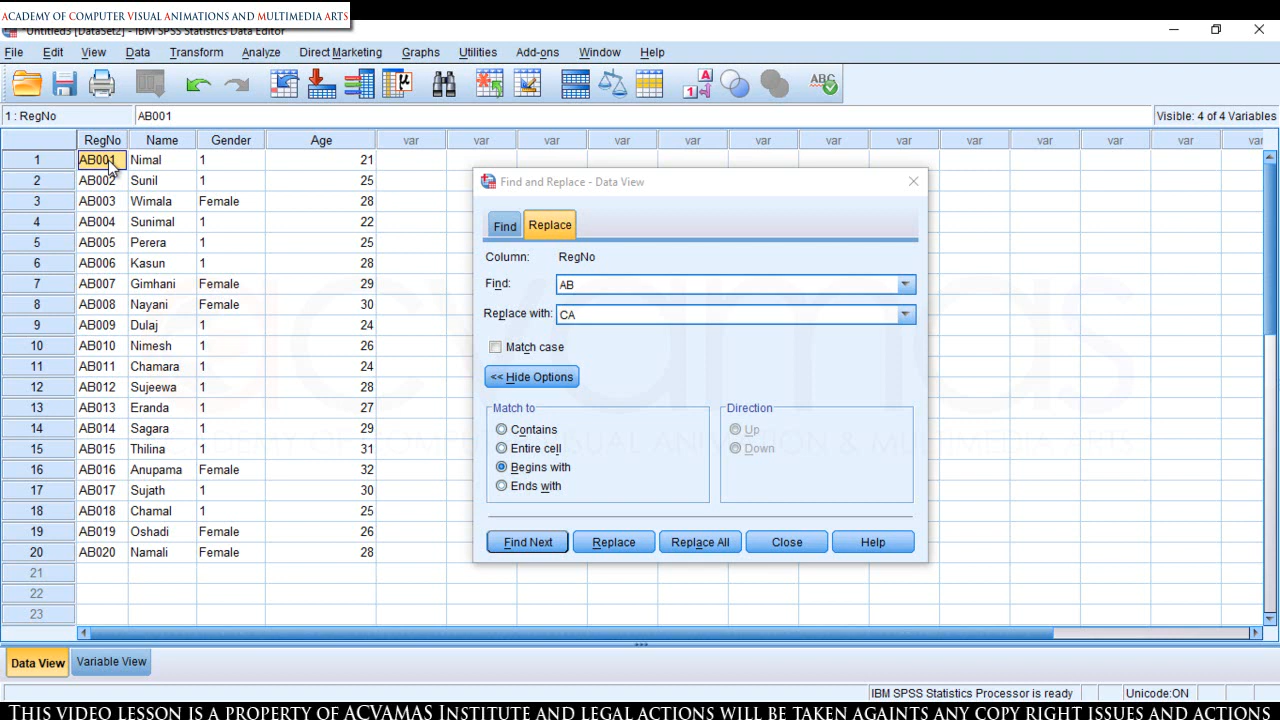 ACADEMY OF COMPUTER VISUAL ANIMATIONS AND MULTIMEDIA ARTS
*Untitled3 [DataSet2] - IBM SPSS Statistics Data Editor
File Edit View Data Transform Analyze Direct Marketing Graphs Utilities Add-ons Window Help
1 : RegNo AB001 Visible: 4 of 4 Variables
RegNo Name Gender Age var var var var var var var var var var var var var
1 AB001 Nimal 1 21
2 AB002 Sunil 1 25
3 AB003 Wimala Female 28
4 AB004 Sunimal 1 22
5 AB005 Perera 1 25
6 AB006 Kasun 1 28
7 AB007 Gimhani Female 29
8 AB008 Nayani Female 30
9 AB009 Dulaj 1 24
10 AB010 Nimesh 1 26
11 AB011 Chamara 1 24
12 AB012 Sujeewa 1 28
13 AB013 Eranda 1 27
14 AB014 Sagara 1 29
15 AB015 Thilina 1 31
16 AB016 Anupama Female 32
17 AB017 Sujath 1 30
18 AB018 Chamal 1 25
19 AB019 Oshadi Female 26
20 AB020 Namali Female 28
21
22
23
Find and Replace - Data View
Find Replace
Column: RegNo
Find: AB
Replace with: CA
Match case
<< Hide Options
Match to
Contains
Entire cell
Begins with
Ends with
Direction
Up
Down
Find Next Replace Replace All Close Help
Data View Variable View
IBM SPSS Statistics Processor is ready Unicode:ON
THIS VIDEO LESSON IS A PROPERTY OF ACVAMAS INSTITUTE AND LEGAL ACTIONS WILL BE TAKEN AGAINTS ANY COPY RIGHT ISSUES AND ACTIONS